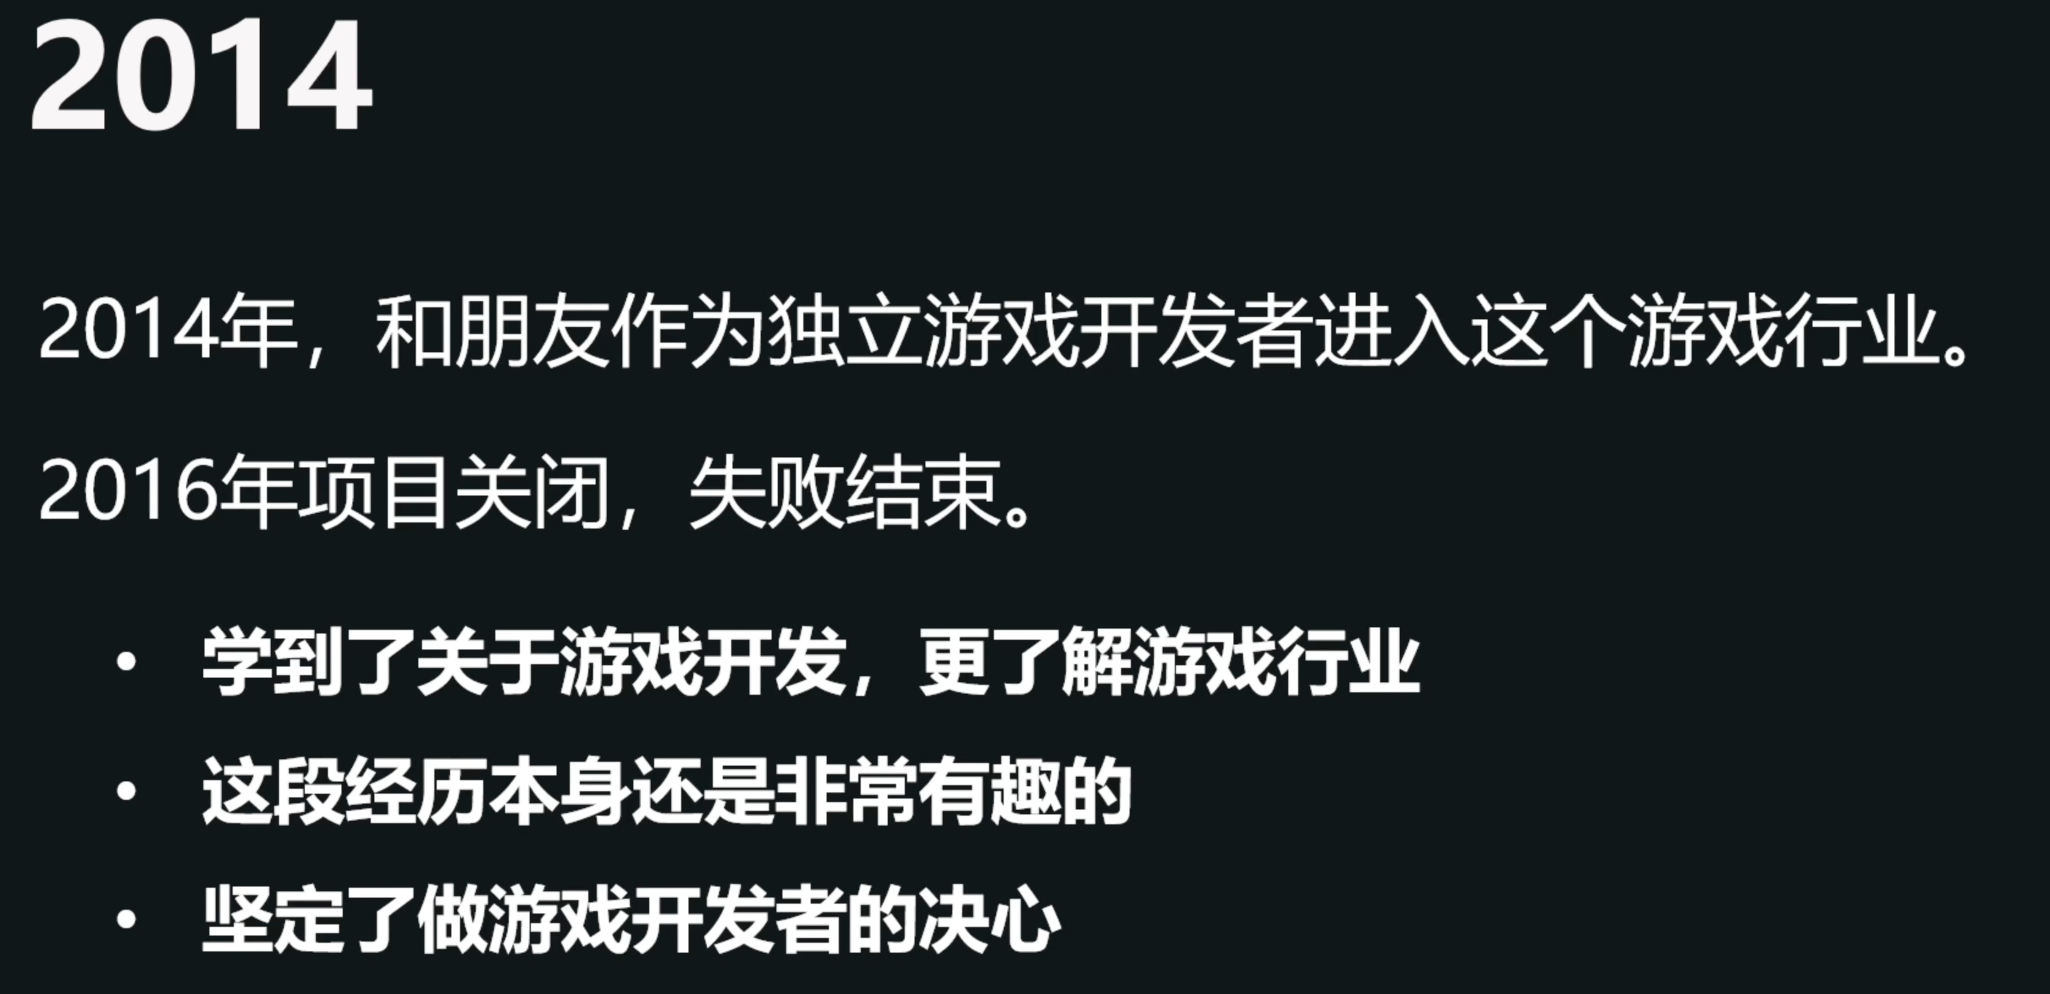 2014
2014年，和朋友作为独立游戏开发者进入这个游戏行业。
2016年项目关闭，失败结束。
• 学到了关于游戏开发，更了解游戏行业
• 这段经历本身还是非常有趣的
• 坚定了做游戏开发者的决心